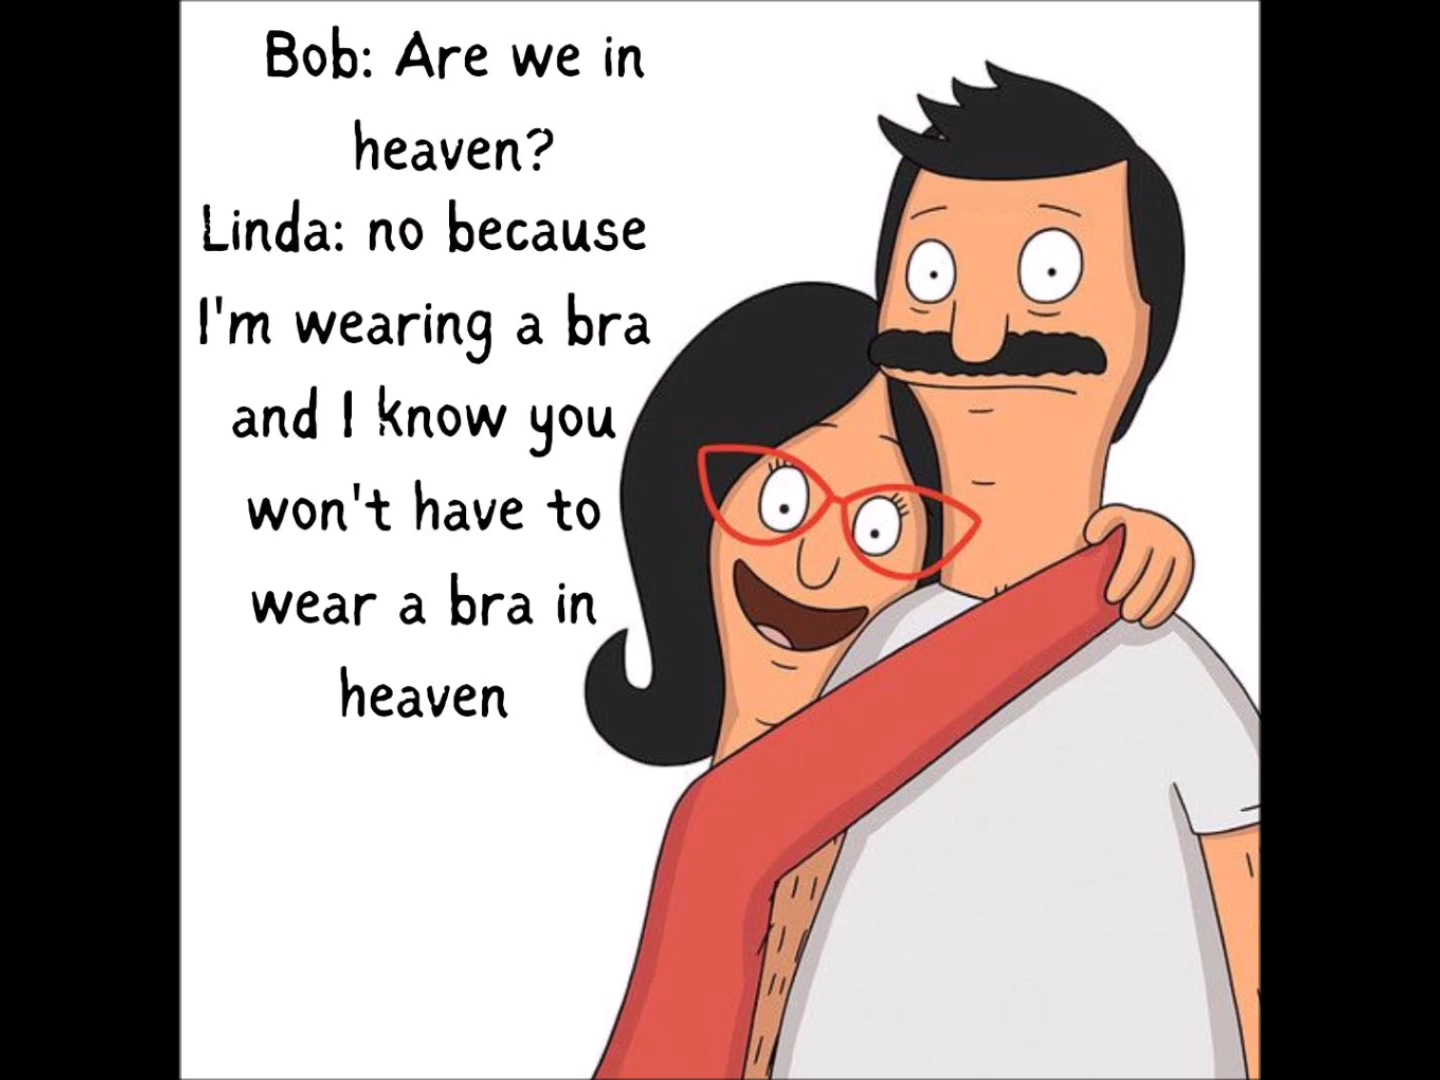 Bob: Are we in
heaven?
Linda: no because
I'm wearing a bra
and I know you
won't have to
wear a bra in
heaven